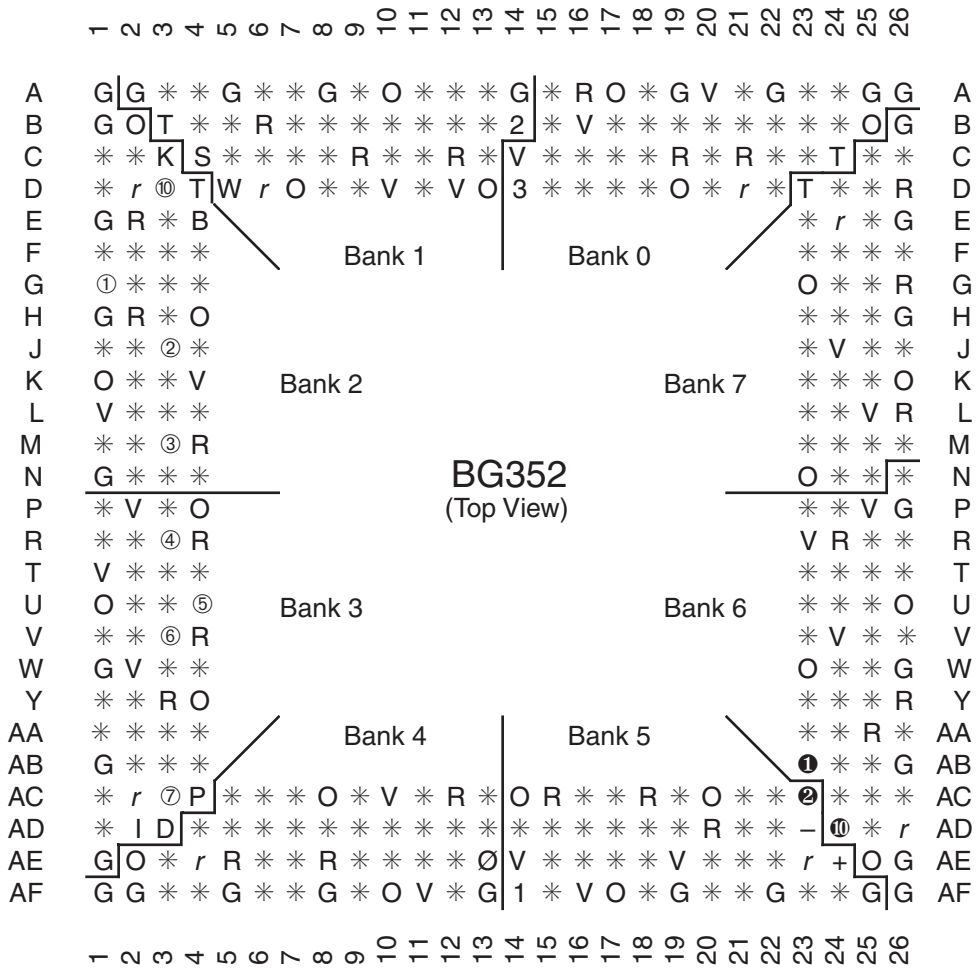 1 2 3 4 5 6 7 8 9 10 11 12 13 14 15 16 17 18 19 20 21 22 23 24 25 26
A G G ✳ ✳ G ✳ ✳ G ✳ O ✳ ✳ ✳ G ✳ R O ✳ G V ✳ G ✳ ✳ G G A
B G O T ✳ ✳ R ✳ ✳ ✳ ✳ ✳ ✳ ✳ 2 ✳ V ✳ ✳ ✳ ✳ ✳ ✳ ✳ ✳ O G B
C ✳ ✳ K S ✳ ✳ ✳ ✳ R ✳ ✳ R ✳ V ✳ ✳ ✳ ✳ R ✳ R ✳ ✳ T ✳ ✳ C
D ✳ r ⑩ T W r O ✳ ✳ V ✳ V O 3 ✳ ✳ ✳ ✳ O ✳ r ✳ T ✳ ✳ R D
E G R ✳ B ✳ r ✳ G E
F ✳ ✳ ✳ ✳ Bank 1 Bank 0 ✳ ✳ ✳ ✳ F
G ① ✳ ✳ ✳ O ✳ ✳ R G
H G R ✳ O ✳ ✳ ✳ G H
J ✳ ✳ ② ✳ ✳ V ✳ ✳ J
K O ✳ ✳ V Bank 2 Bank 7 ✳ ✳ ✳ O K
L V ✳ ✳ ✳ ✳ ✳ V R L
M ✳ ✳ ③ R ✳ ✳ ✳ ✳ M
N G ✳ ✳ ✳ BG352 O ✳ ✳ ✳ N
P ✳ V ✳ O (Top View) ✳ ✳ V G P
R ✳ ✳ ④ R V R ✳ ✳ R
T V ✳ ✳ ✳ ✳ ✳ ✳ ✳ T
U O ✳ ✳ ⑤ Bank 3 Bank 6 ✳ ✳ ✳ O U
V ✳ ✳ ⑥ R ✳ V ✳ ✳ V
W G V ✳ ✳ O ✳ ✳ G W
Y ✳ ✳ R O ✳ ✳ ✳ R Y
AA ✳ ✳ ✳ ✳ Bank 4 Bank 5 ✳ ✳ R ✳ AA
AB G ✳ ✳ ✳ ❶ ✳ ✳ G AB
AC ✳ r ⑦ P ✳ ✳ ✳ O ✳ V ✳ R ✳ O R ✳ ✳ R ✳ O ✳ ✳ ❷ ✳ ✳ ✳ AC
AD ✳ I D ✳ ✳ ✳ ✳ ✳ ✳ ✳ ✳ ✳ ✳ ✳ ✳ ✳ ✳ ✳ ✳ R ✳ ✳ – ❿ ✳ r AD
AE G O ✳ r R ✳ ✳ R ✳ ✳ ✳ ✳ Ø V ✳ ✳ ✳ ✳ V ✳ ✳ ✳ r + O G AE
AF G G ✳ ✳ G ✳ ✳ G ✳ O V ✳ G 1 ✳ V O ✳ G ✳ ✳ G ✳ ✳ G G AF
1 2 3 4 5 6 7 8 9 10 11 12 13 14 15 16 17 18 19 20 21 22 23 24 25 26